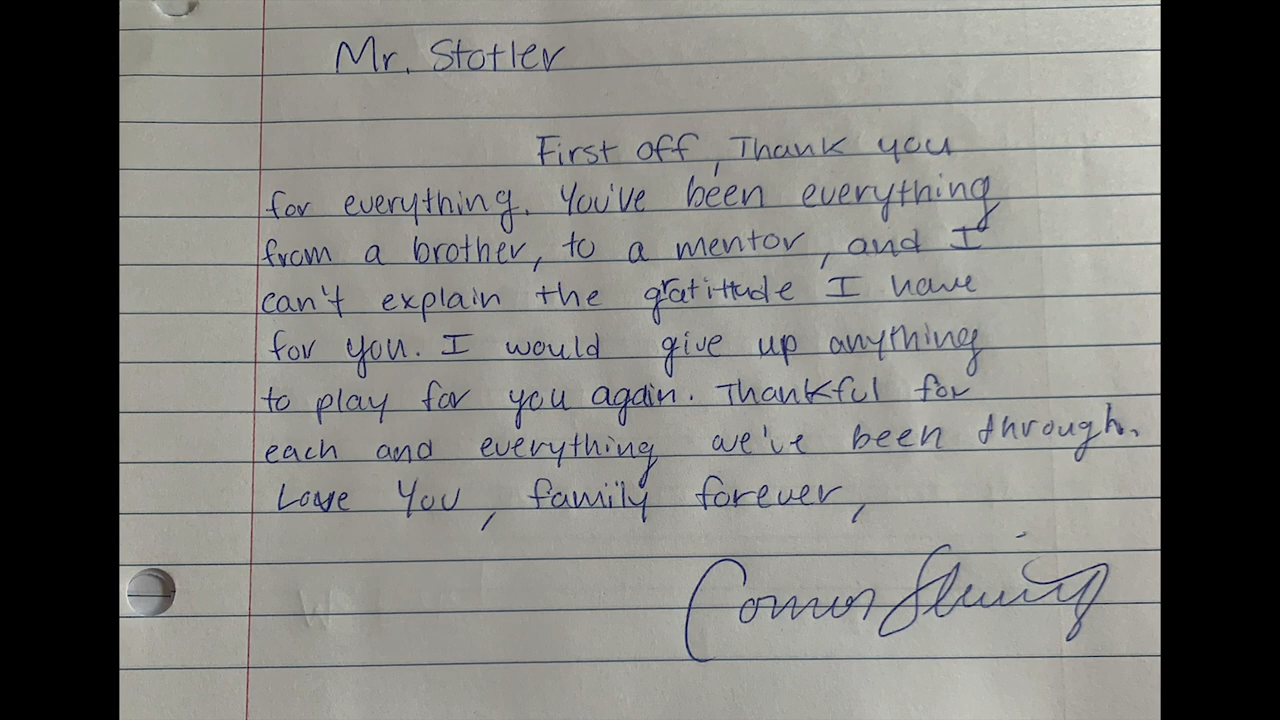 Mr. Stotler
First off, Thank you
for everything. You've been everything
from a brother, to a mentor, and I
can't explain the gratittude I have
for you. I would give up anything
to play for you again. Thankful for
each and everything we've been through.
Love You, family forever,
Connor